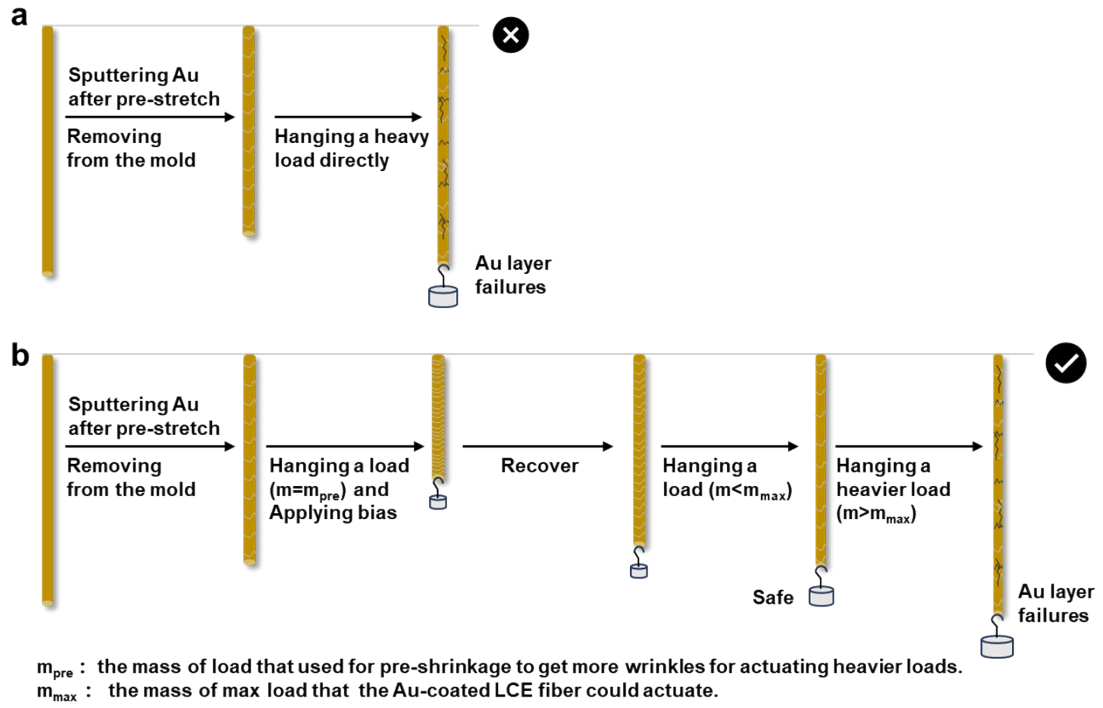 a
Sputtering Au
after pre-stretch
Removing
from the mold
Hanging a heavy
load directly
Au layer
failures
b
Sputtering Au
after pre-stretch
Removing
from the mold
Hanging a load
(m=mpre) and
Applying bias
Recover
Hanging a
load (m<mmax)
Hanging a
heavier load
(m>mmax)
Safe
Au layer
failures
mpre : the mass of load that used for pre-shrinkage to get more wrinkles for actuating heavier loads.
mmax : the mass of max load that the Au-coated LCE fiber could actuate.